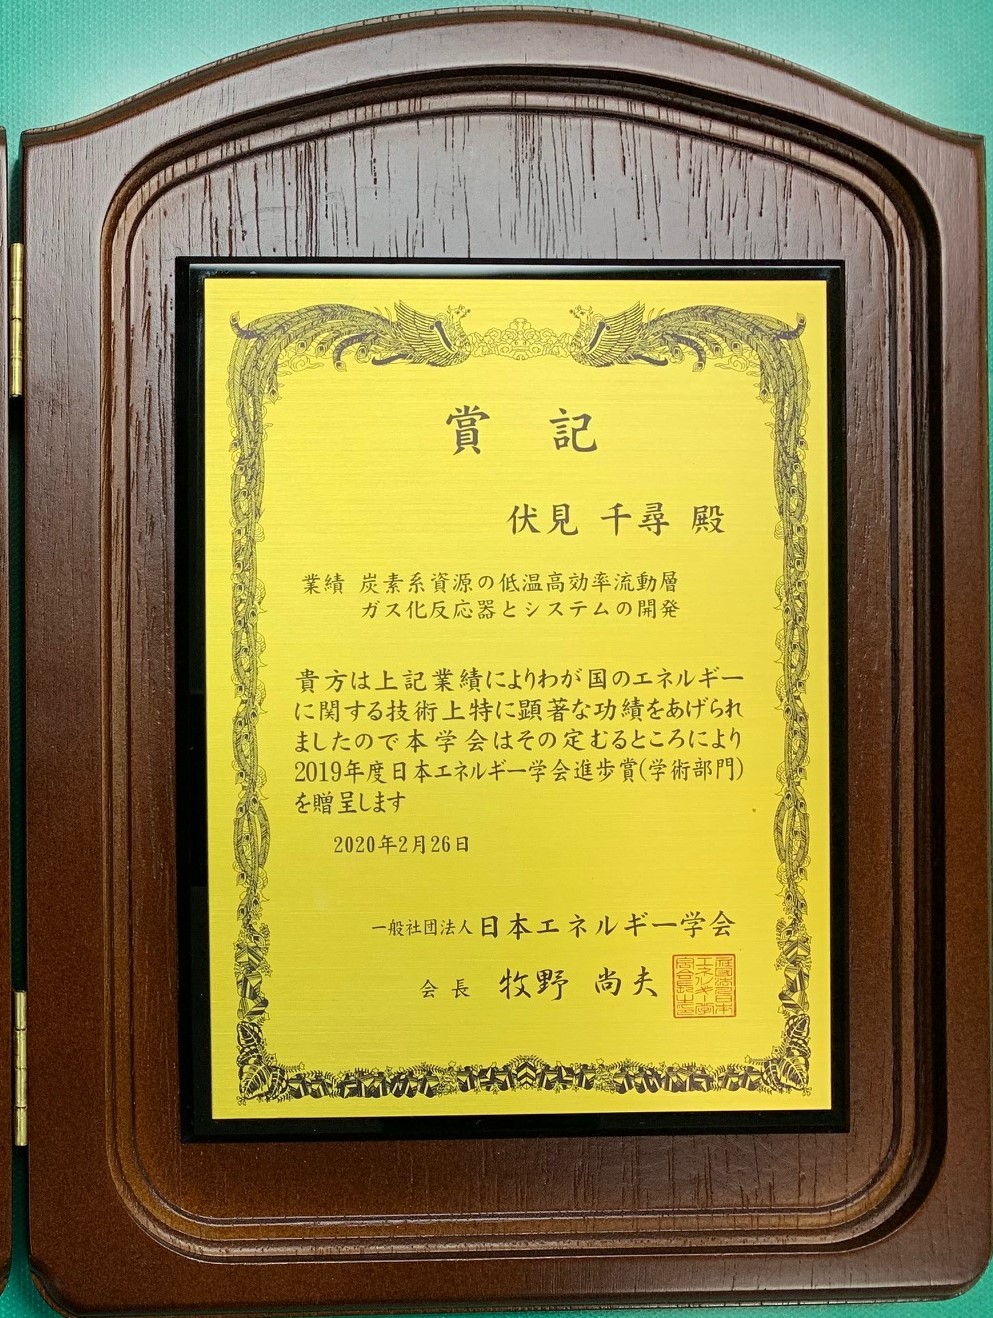 賞記
伏見 千尋 殿
業績 炭素系資源の低温高効率流動層
ガス化反応器とシステムの開発
貴方は上記業績によりわが国のエネルギー
に関する技術上特に顕著な功績をあげられ
ましたので本学会はその定むるところにより
2019年度日本エネルギー学会進歩賞(学術部門)
を贈呈します
2020年2月26日
一般社団法人 日本エネルギー学会
会長 牧野 尚夫